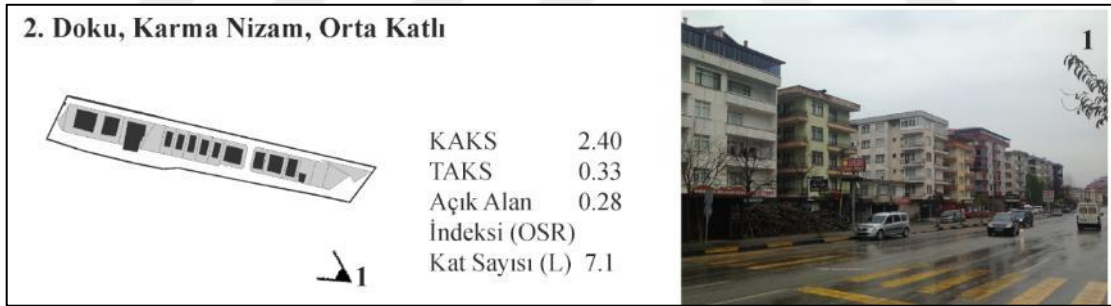 2. Doku, Karma Nizam, Orta Katlı
KAKS 2.40
TAKS 0.33
Açık Alan 0.28
İndeksi (OSR)
Kat Sayısı (L) 7.1
1
1